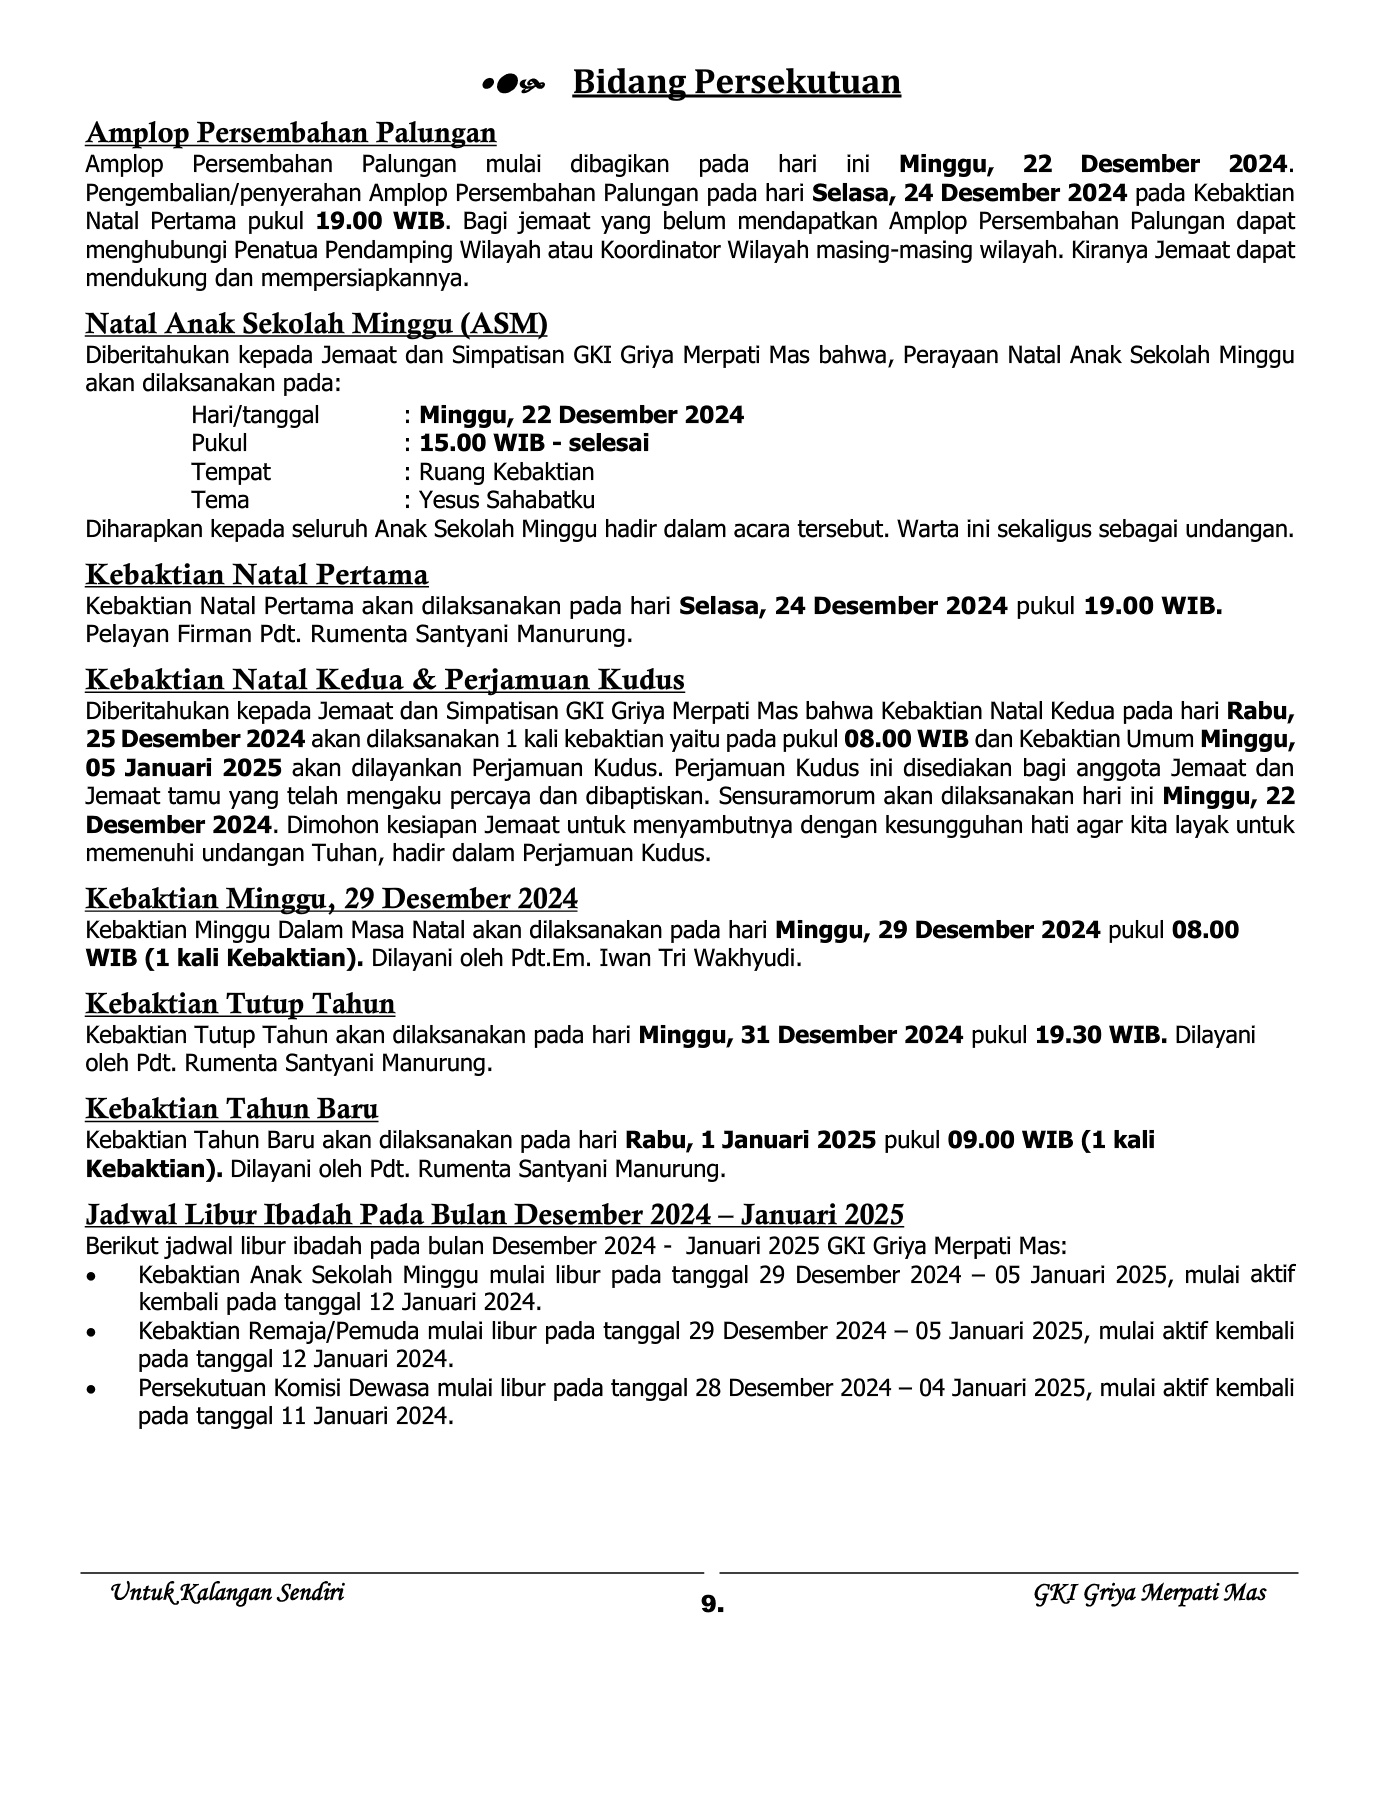 Bidang Persekutuan
Amplop Persembahan Palungan
Amplop Persembahan Palungan mulai dibagikan pada hari ini Minggu, 22 Desember 2024.
Pengembalian/penyerahan Amplop Persembahan Palungan pada hari Selasa, 24 Desember 2024 pada Kebaktian
Natal Pertama pukul 19.00 WIB. Bagi jemaat yang belum mendapatkan Amplop Persembahan Palungan dapat
menghubungi Penatua Pendamping Wilayah atau Koordinator Wilayah masing-masing wilayah. Kiranya Jemaat dapat
mendukung dan mempersiapkannya.
Natal Anak Sekolah Minggu (ASM)
Diberitahukan kepada Jemaat dan Simpatisan GKI Griya Merpati Mas bahwa, Perayaan Natal Anak Sekolah Minggu
akan dilaksanakan pada:
Hari/tanggal : Minggu, 22 Desember 2024
Pukul : 15.00 WIB - selesai
Tempat : Ruang Kebaktian
Tema : Yesus Sahabatku
Diharapkan kepada seluruh Anak Sekolah Minggu hadir dalam acara tersebut. Warta ini sekaligus sebagai undangan.
Kebaktian Natal Pertama
Kebaktian Natal Pertama akan dilaksanakan pada hari Selasa, 24 Desember 2024 pukul 19.00 WIB.
Pelayan Firman Pdt. Rumenta Santyani Manurung.
Kebaktian Natal Kedua & Perjamuan Kudus
Diberitahukan kepada Jemaat dan Simpatisan GKI Griya Merpati Mas bahwa Kebaktian Natal Kedua pada hari Rabu,
25 Desember 2024 akan dilaksanakan 1 kali kebaktian yaitu pada pukul 08.00 WIB dan Kebaktian Umum Minggu,
05 Januari 2025 akan dilayankan Perjamuan Kudus. Perjamuan Kudus ini disediakan bagi anggota Jemaat dan
Jemaat tamu yang telah mengaku percaya dan dibaptiskan. Sensuramorum akan dilaksanakan hari ini Minggu, 22
Desember 2024. Dimohon kesiapan Jemaat untuk menyambutnya dengan kesungguhan hati agar kita layak untuk
memenuhi undangan Tuhan, hadir dalam Perjamuan Kudus.
Kebaktian Minggu, 29 Desember 2024
Kebaktian Minggu Dalam Masa Natal akan dilaksanakan pada hari Minggu, 29 Desember 2024 pukul 08.00
WIB (1 kali Kebaktian). Dilayani oleh Pdt.Em. Iwan Tri Wakhyudi.
Kebaktian Tutup Tahun
Kebaktian Tutup Tahun akan dilaksanakan pada hari Minggu, 31 Desember 2024 pukul 19.30 WIB. Dilayani
oleh Pdt. Rumenta Santyani Manurung.
Kebaktian Tahun Baru
Kebaktian Tahun Baru akan dilaksanakan pada hari Rabu, 1 Januari 2025 pukul 09.00 WIB (1 kali
Kebaktian). Dilayani oleh Pdt. Rumenta Santyani Manurung.
Jadwal Libur Ibadah Pada Bulan Desember 2024 – Januari 2025
Berikut jadwal libur ibadah pada bulan Desember 2024 - Januari 2025 GKI Griya Merpati Mas:
• Kebaktian Anak Sekolah Minggu mulai libur pada tanggal 29 Desember 2024 – 05 Januari 2025, mulai aktif
kembali pada tanggal 12 Januari 2024.
• Kebaktian Remaja/Pemuda mulai libur pada tanggal 29 Desember 2024 – 05 Januari 2025, mulai aktif kembali
pada tanggal 12 Januari 2024.
• Persekutuan Komisi Dewasa mulai libur pada tanggal 28 Desember 2024 – 04 Januari 2025, mulai aktif kembali
pada tanggal 11 Januari 2024.
Untuk Kalangan Sendiri
9.
GKI Griya Merpati Mas